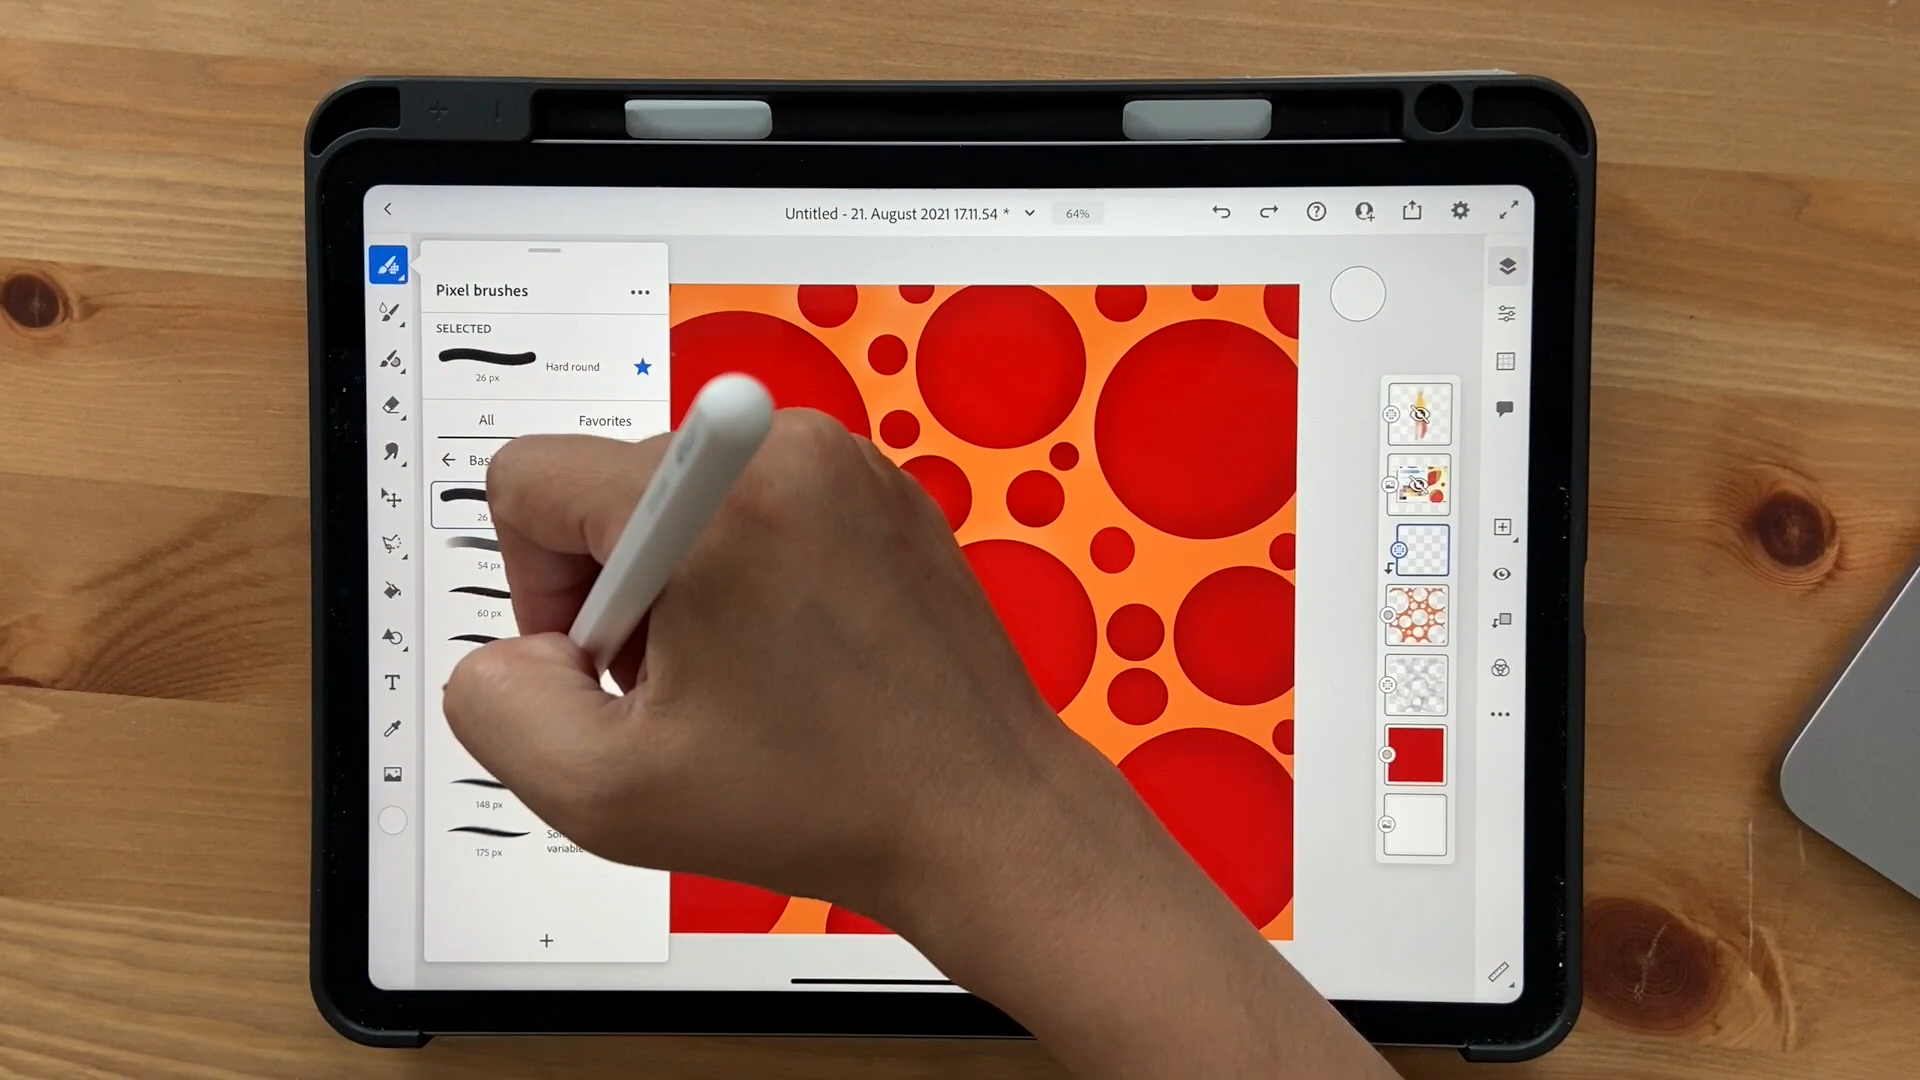 Untitled - 21. August 2021 17.11.54 *
64%
Pixel brushes
SELECTED
Hard round
26 px
All
Favorites
54 px
60 px
148 px
variable
175 px
T